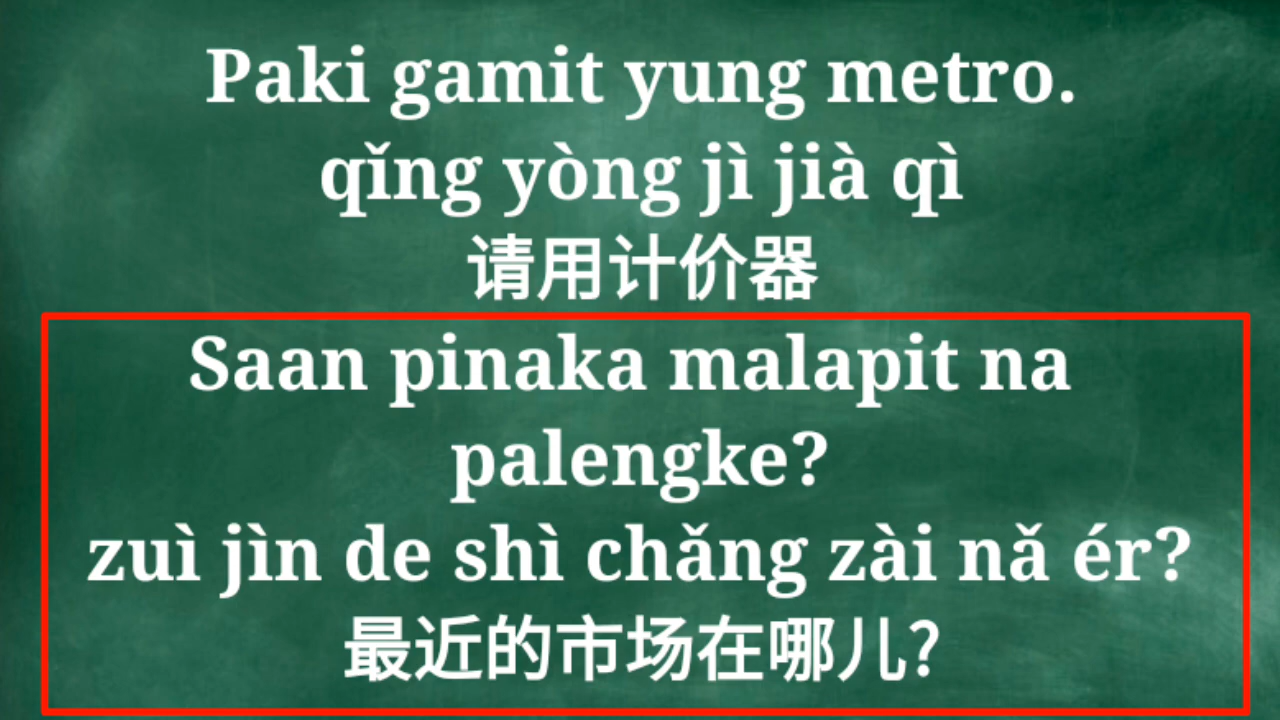 Paki gamit yung metro.
qǐng yòng jì jià qì
请用计价器
Saan pinaka malapit na
palengke?
zuì jìn de shì chǎng zài nǎ ér?
最近的市场在哪儿?